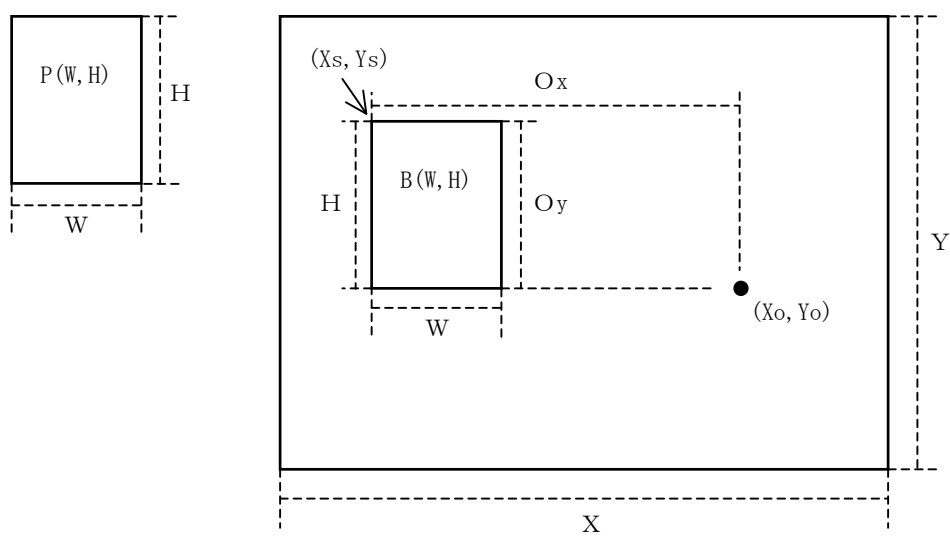 P(W,H)
H
W
(Xs,Ys)
Ox
B(W,H)
H
Oy
W
(Xo,Yo)
Y
X